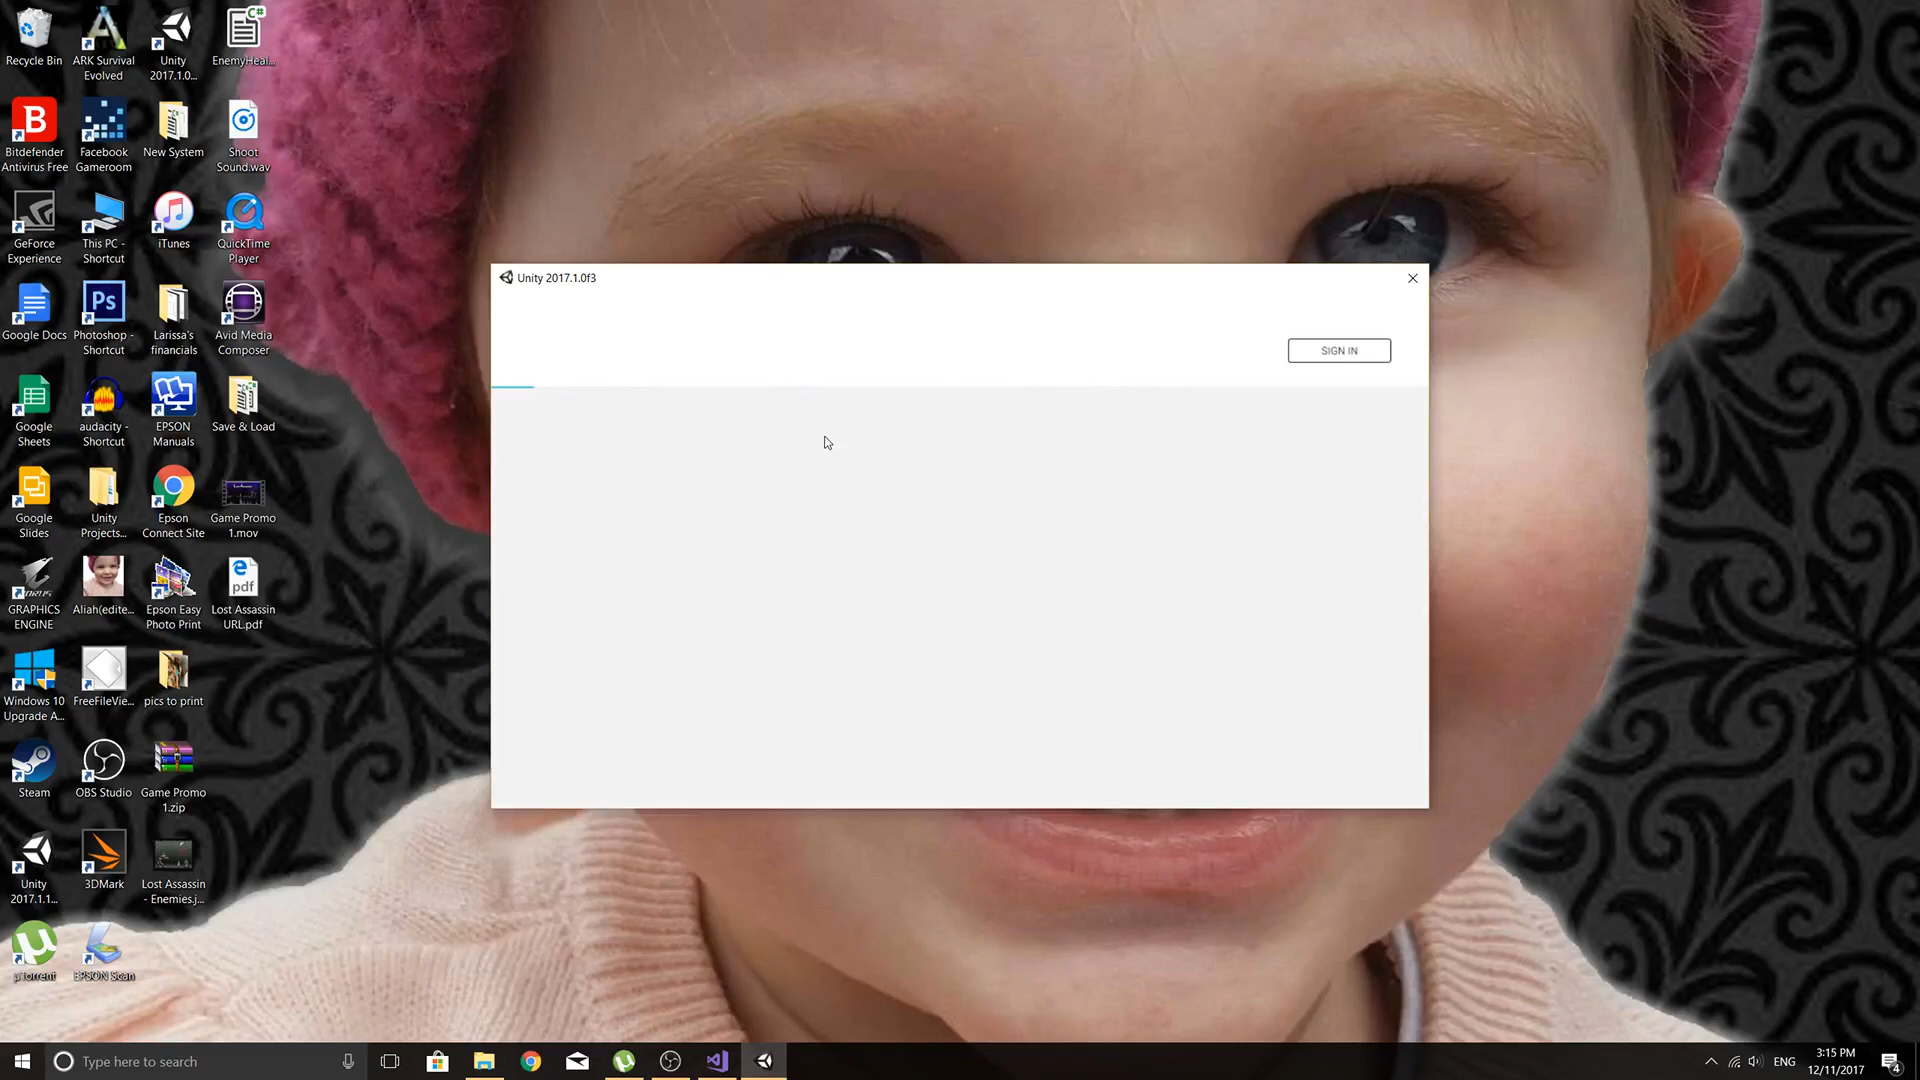 Recycle Bin
ARK Survival
Evolved
Unity
2017.1.0...
C#
EnemyHeal...
B
Bitdefender
Antivirus Free
Facebook
Gameroom
New System
Shoot
Sound.wav
GeForce
Experience
This PC -
Shortcut
iTunes
QuickTime
Player
Google Docs
Ps
Photoshop -
Shortcut
Larissa's
financials
Avid Media
Composer
Google
Sheets
audacity -
Shortcut
EPSON
Manuals
Save & Load
Google
Slides
Unity
Projects...
Epson
Connect Site
Game Promo
1.mov
GRAPHICS
ENGINE
Aliah(edite...
Epson Easy
Photo Print
pdf
Lost Assassin
URL.pdf
Windows 10
Upgrade A...
FreeFileVie...
pics to print
Steam
OBS Studio
Game Promo
1.zip
Unity
2017.1.1...
3DMark
Lost Assassin
- Enemies.j...
µTorrent
EPSON Scan
Unity 2017.1.0f3
SIGN IN
Type here to search
ENG
3:15 PM
12/11/2017
4